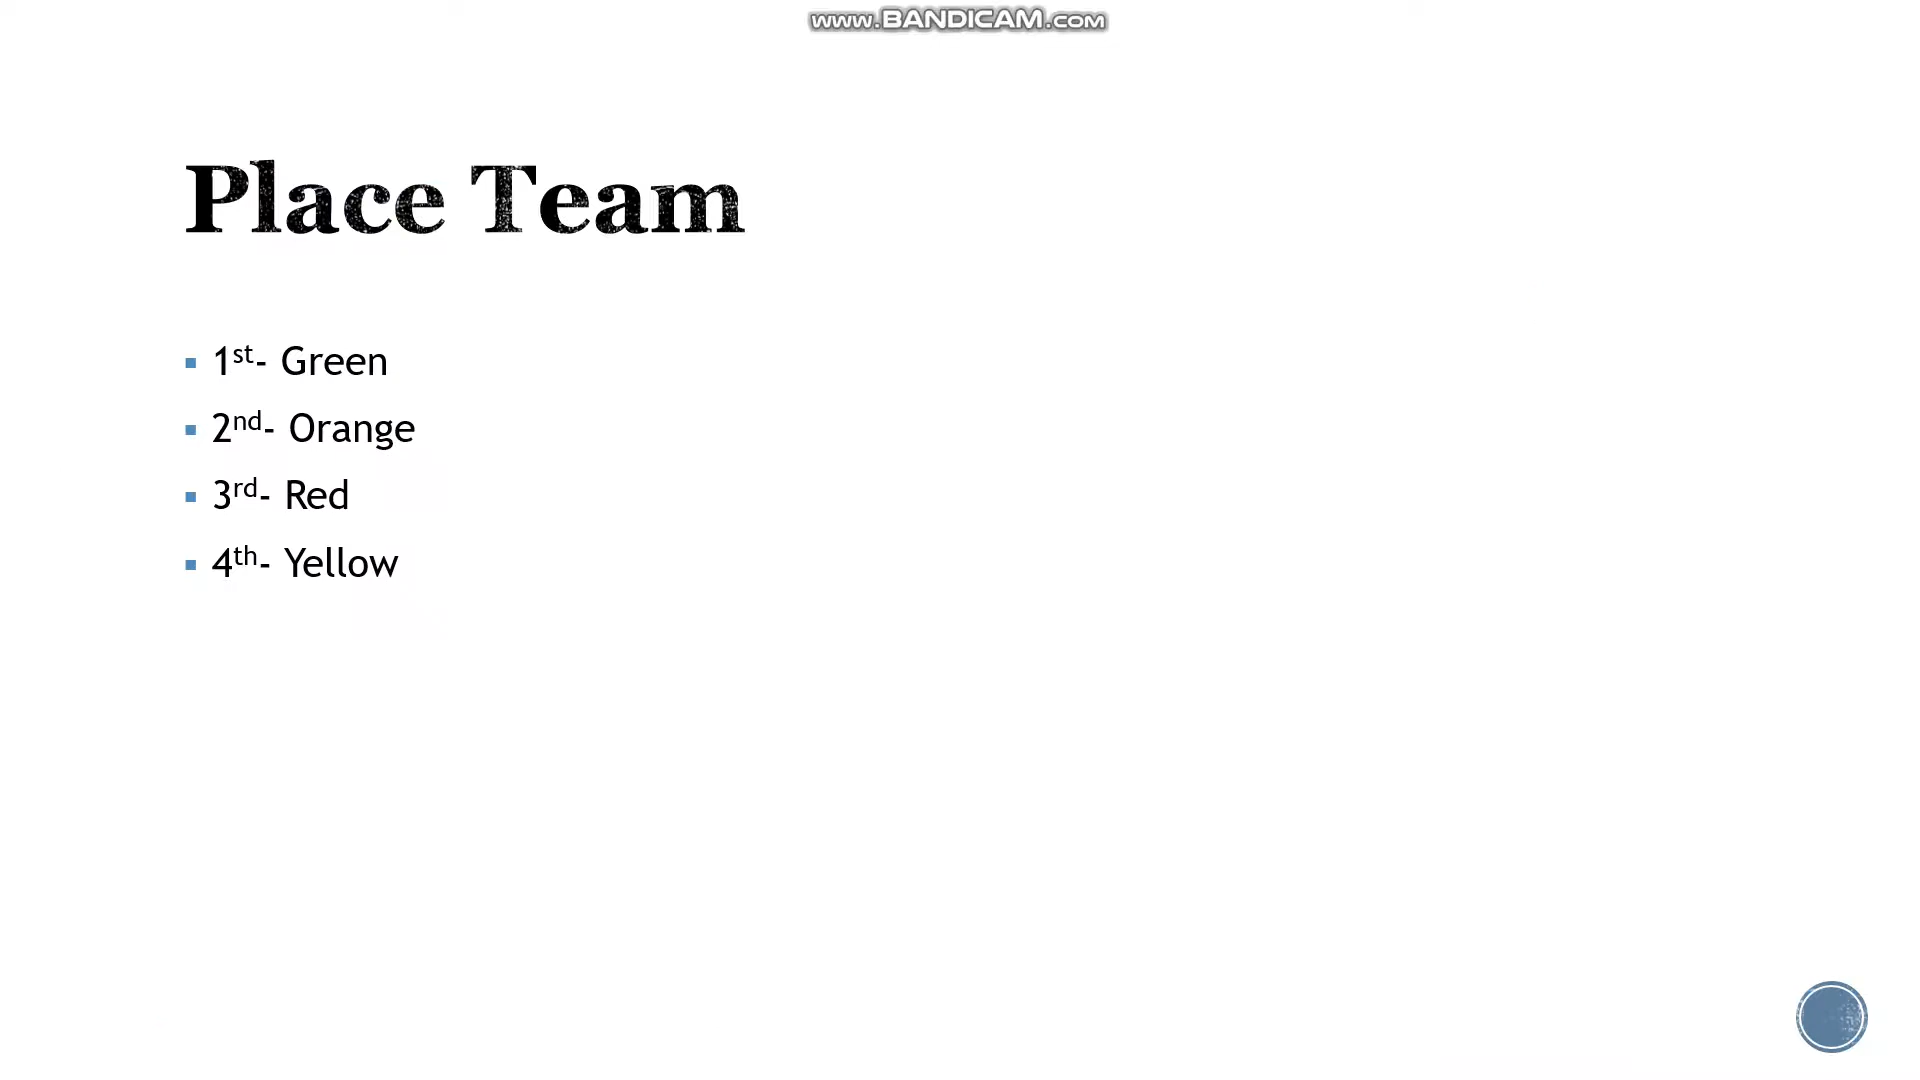 www.BANDICAM.com
Place Team
1st- Green
2nd- Orange
3rd- Red
4th- Yellow